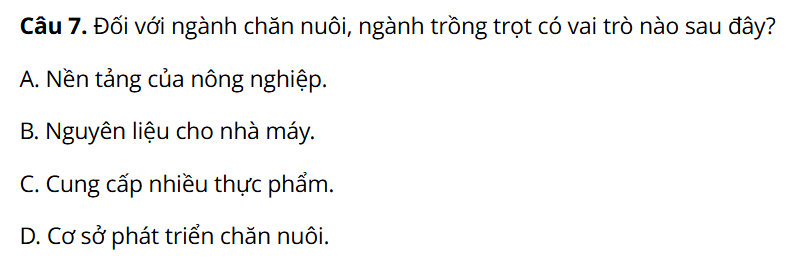 Câu 7. Đối với ngành chăn nuôi, ngành trồng trọt có vai trò nào sau đây?
A. Nền tảng của nông nghiệp.
B. Nguyên liệu cho nhà máy.
C. Cung cấp nhiều thực phẩm.
D. Cơ sở phát triển chăn nuôi.